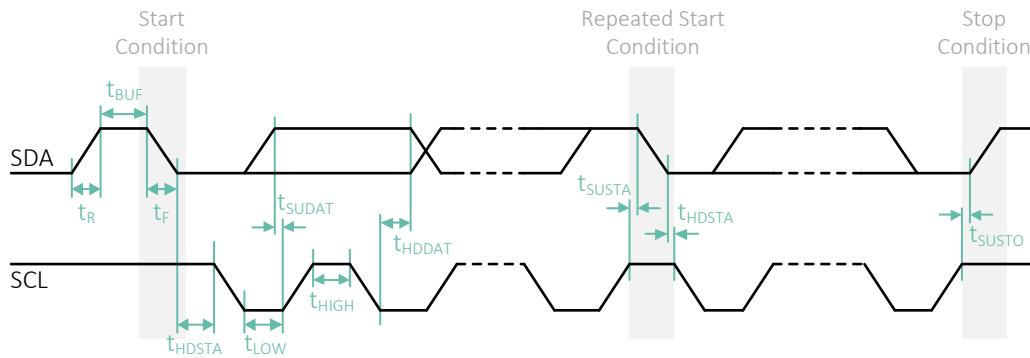 Start
Condition
Repeated Start
Condition
Stop
Condition
tBUF
SDA
tR
tF
tSUDAT
tHDDAT
tSUSTA
tHDSTA
tSUSTO
SCL
tHIGH
tHDSTA
tLOW